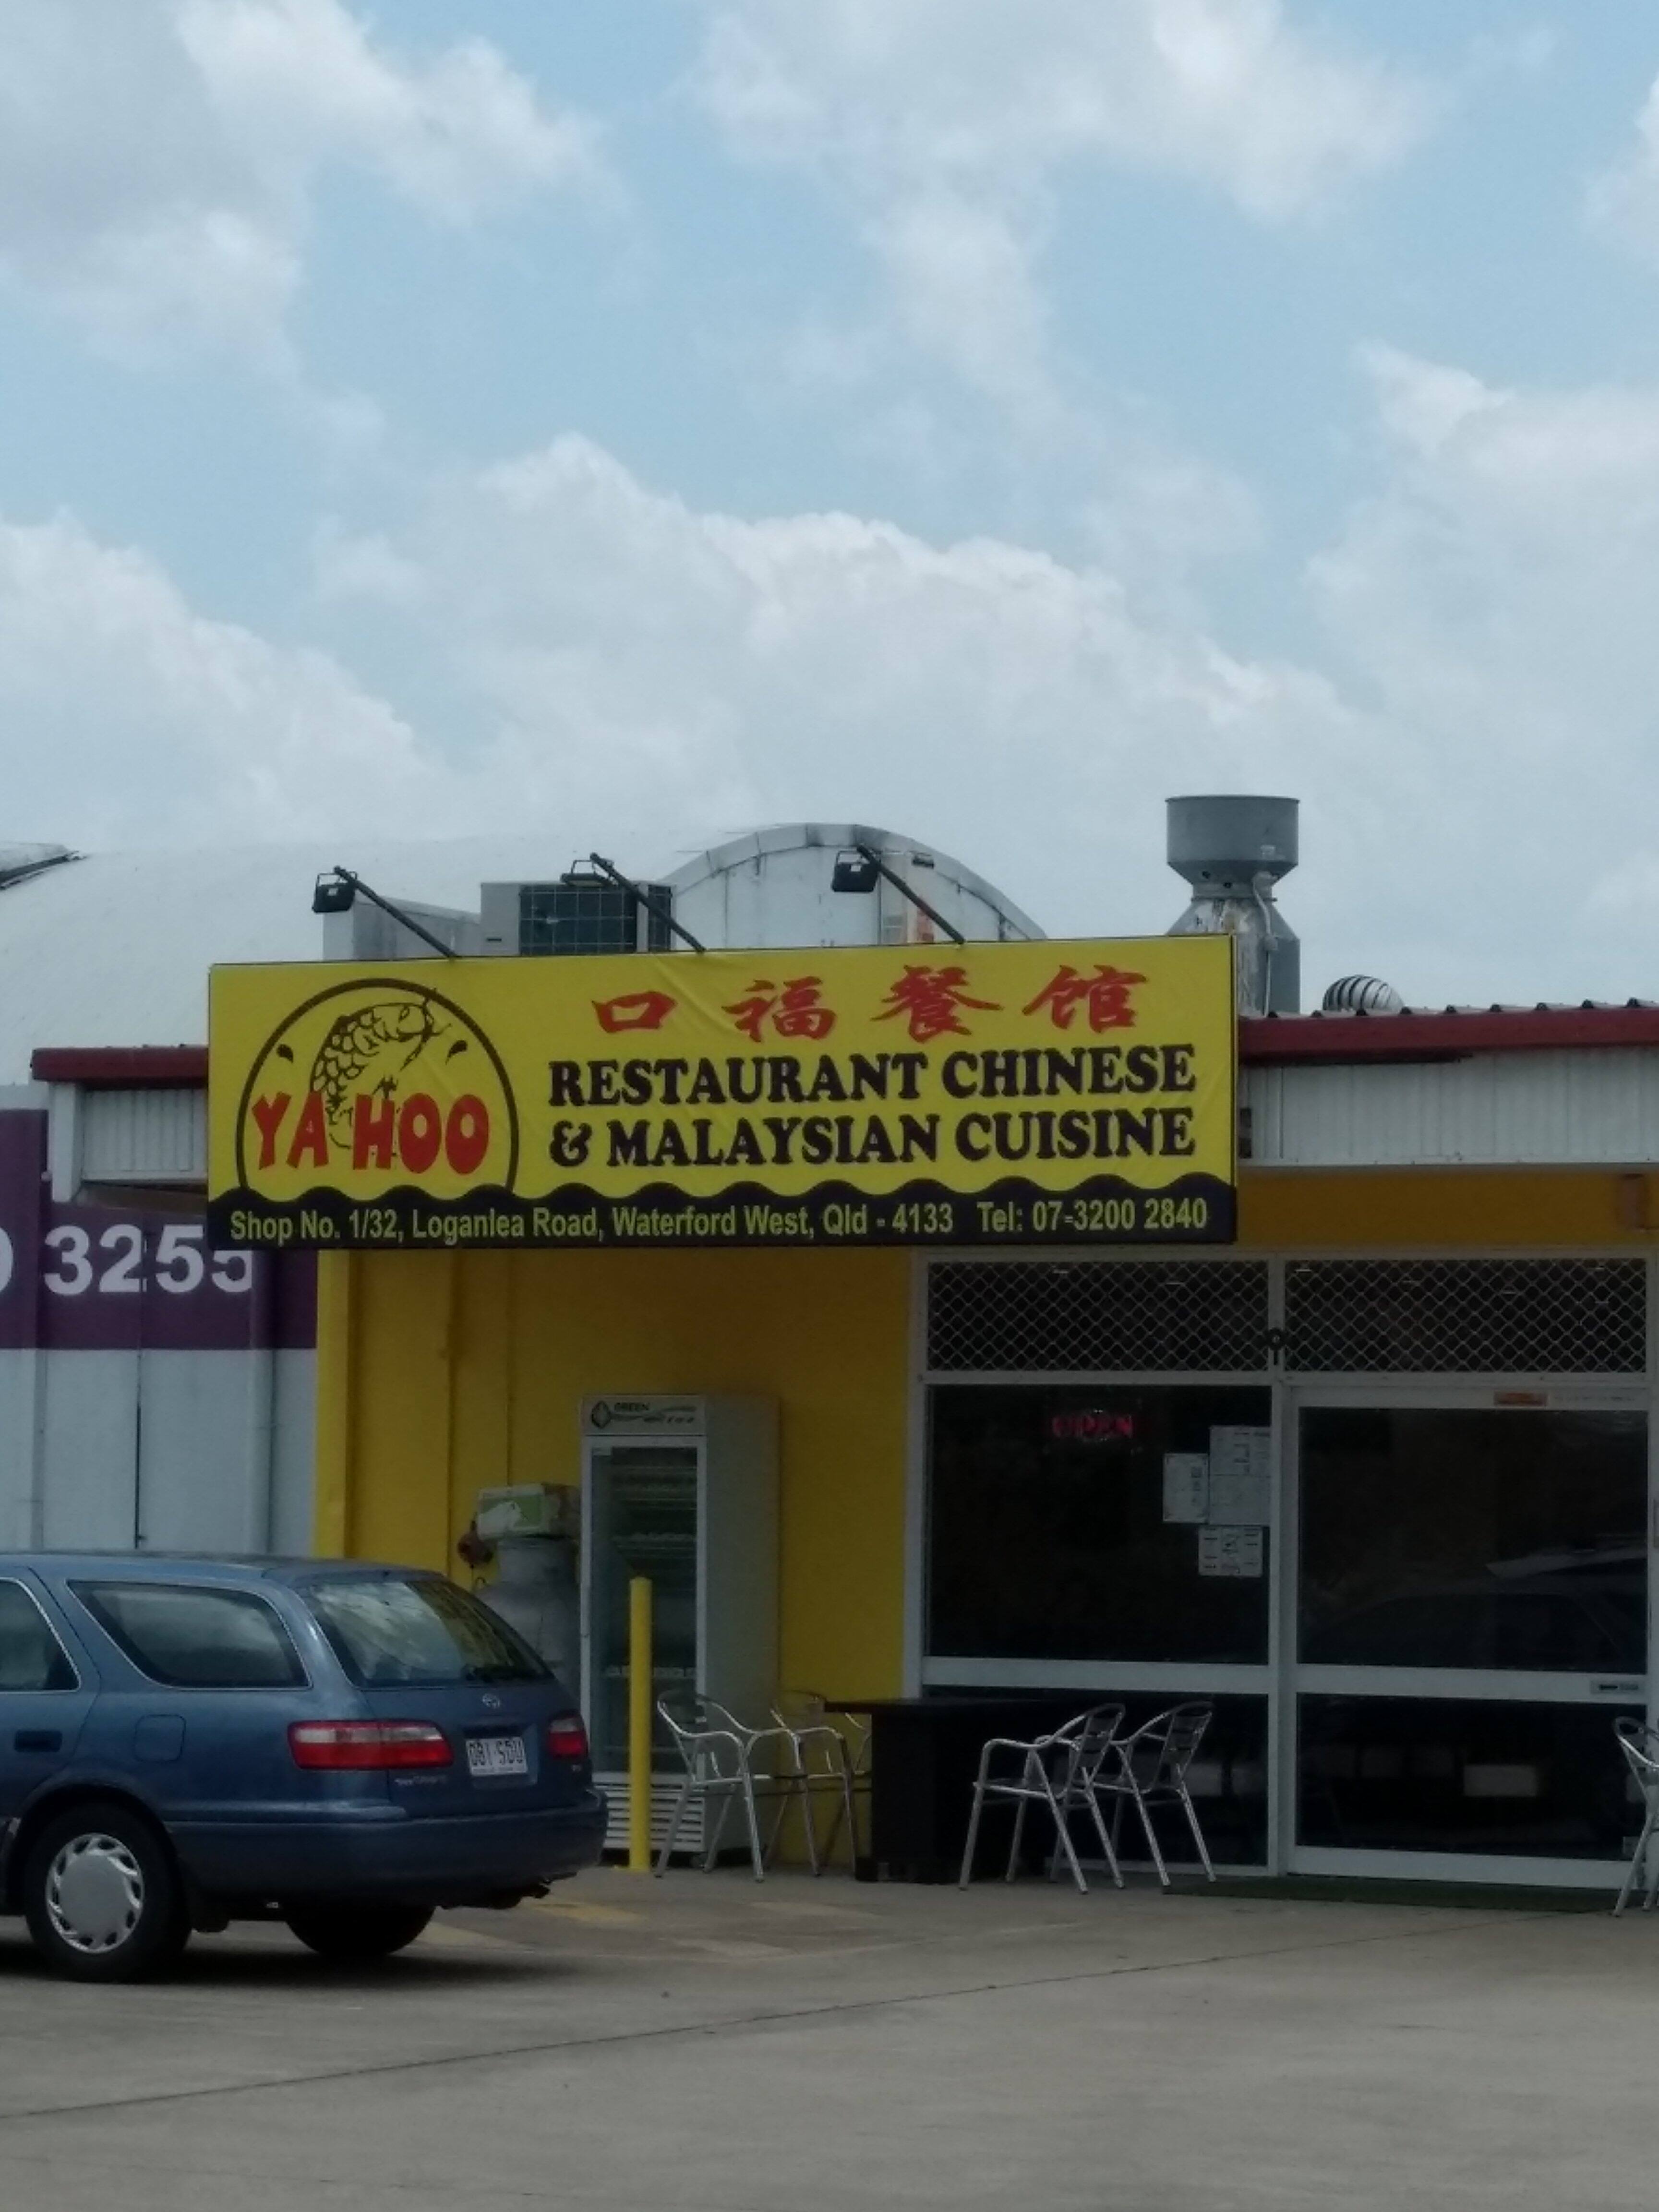 口福餐馆
YA HOO
RESTAURANT CHINESE
& MALAYSIAN CUISINE
Shop No. 1/32, Loganlea Road, Waterford West, Qld - 4133 Tel: 07-3200 2840
3255
OPEN